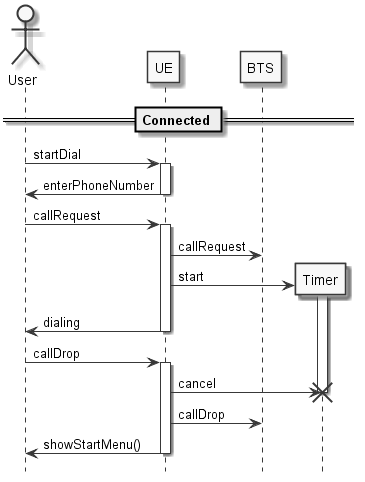 User
UE
BTS
Connected
startDial
enterPhoneNumber
callRequest
callRequest
start
Timer
dialing
callDrop
cancel
callDrop
showStartMenu()